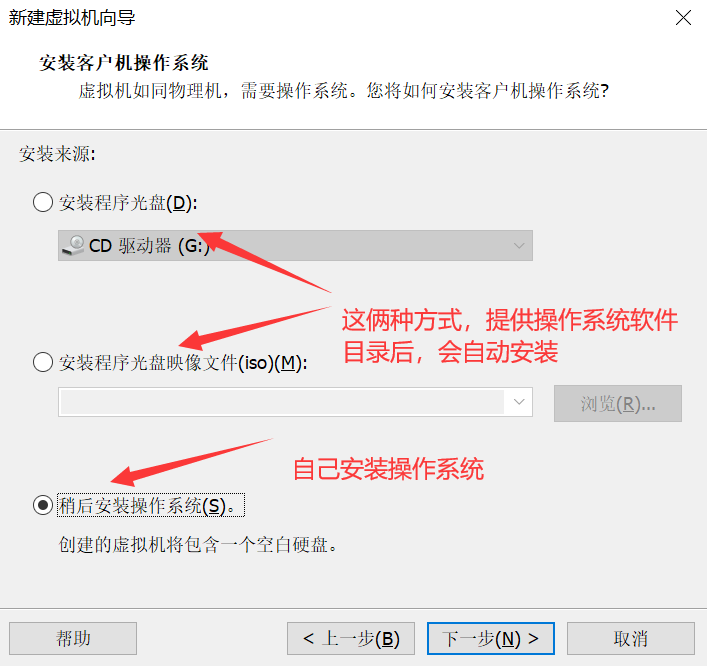 新建虚拟机向导
安装客户机操作系统
虚拟机如同物理机，需要操作系统。您将如何安装客户机操作系统?
安装来源:
安装程序光盘(D):
CD 驱动器 (G:)
这俩种方式，提供操作系统软件
目录后，会自动安装
安装程序光盘映像文件(iso)(M):
浏览(R)...
自己安装操作系统
稍后安装操作系统(S)。
创建的虚拟机将包含一个空白硬盘。
帮助
< 上一步(B)
下一步(N) >
取消